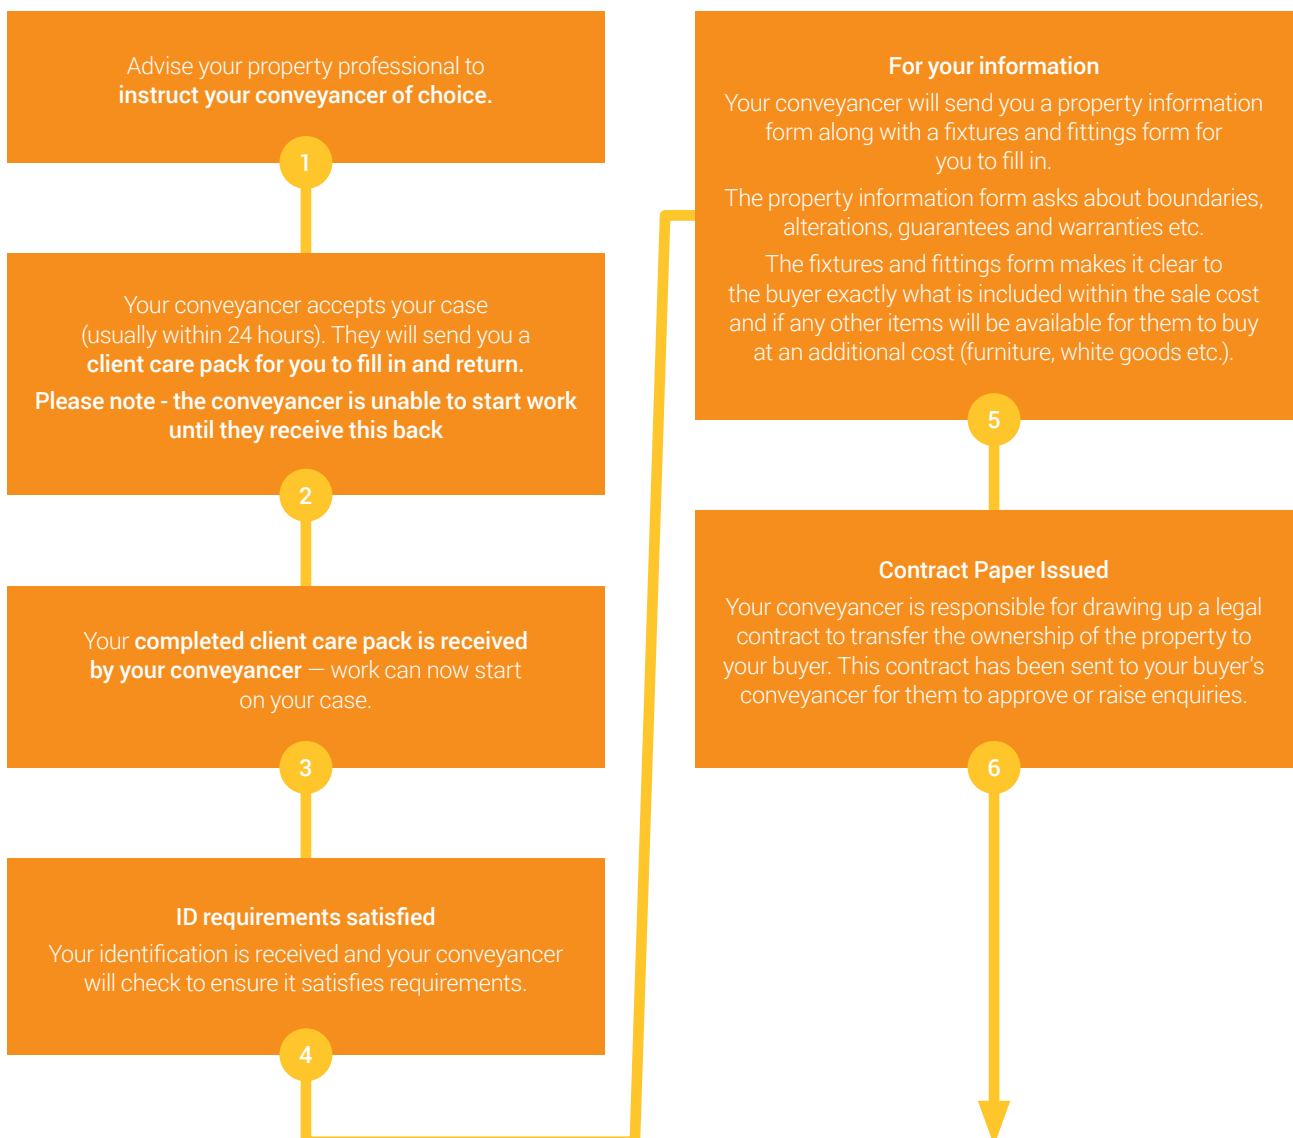 Advise your property professional to
instruct your conveyancer of choice.
1
Your conveyancer accepts your case
(usually within 24 hours). They will send you a
client care pack for you to fill in and return.
Please note - the conveyancer is unable to start work
until they receive this back
2
Your completed client care pack is received
by your conveyancer — work can now start
on your case.
3
ID requirements satisfied
Your identification is received and your conveyancer
will check to ensure it satisfies requirements.
4
For your information
Your conveyancer will send you a property information
form along with a fixtures and fittings form for
you to fill in.
The property information form asks about boundaries,
alterations, guarantees and warranties etc.
The fixtures and fittings form makes it clear to
the buyer exactly what is included within the sale cost
and if any other items will be available for them to buy
at an additional cost (furniture, white goods etc.).
5
Contract Paper Issued
Your conveyancer is responsible for drawing up a legal
contract to transfer the ownership of the property to
your buyer. This contract has been sent to your buyer's
conveyancer for them to approve or raise enquiries.
6